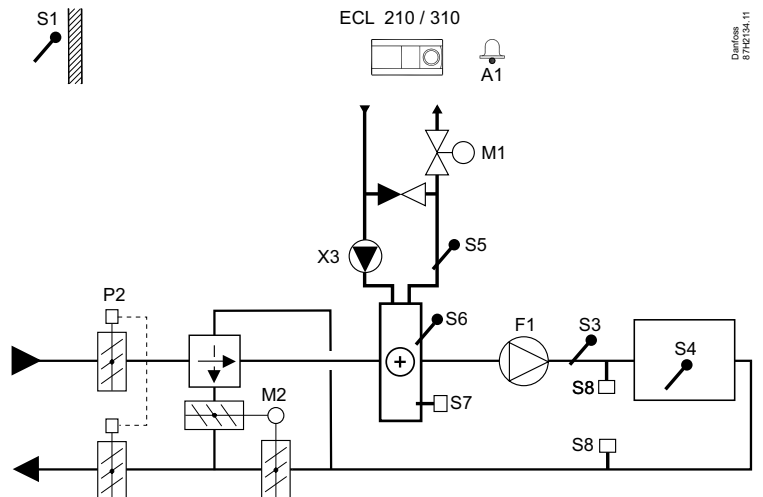 S1
ECL 210 / 310
A1
Danfoss
87H2134.11
M1
S5
X3
P2
S6
F1
S3
S4
M2
S7
S8
S8